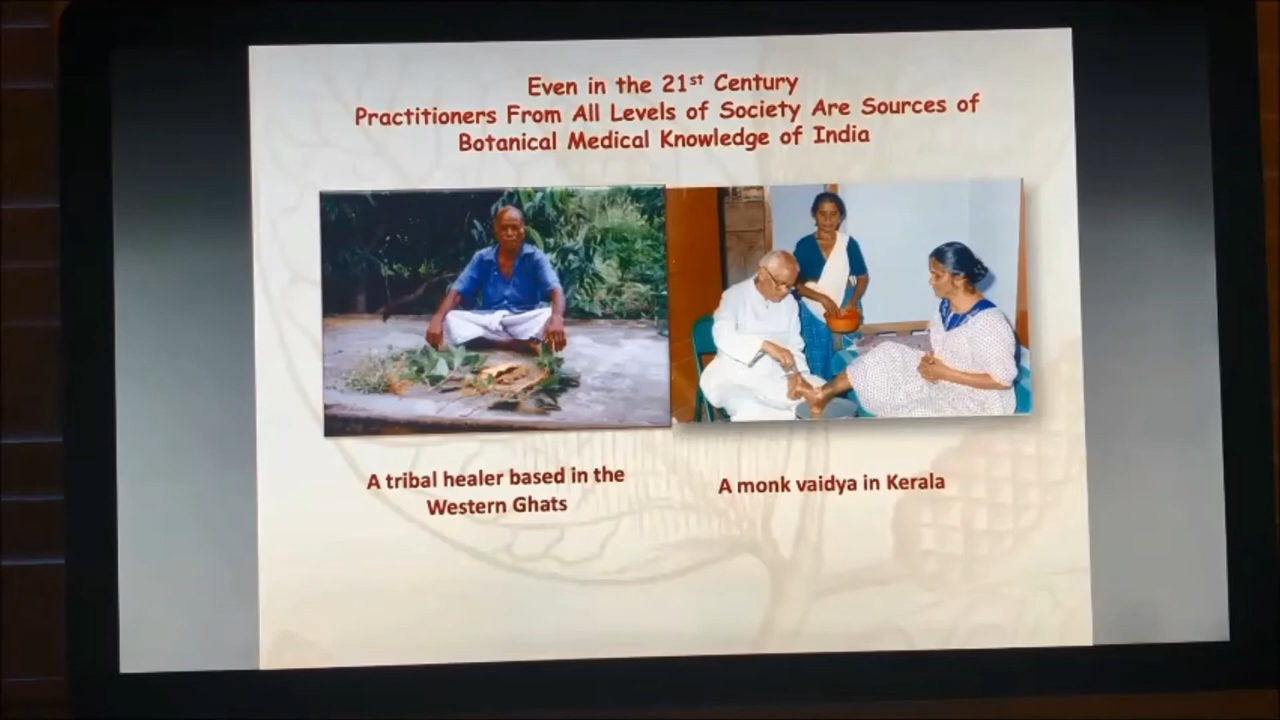 Even in the 21st Century
Practitioners From All Levels of Society Are Sources of
Botanical Medical Knowledge of India
A tribal healer based in the
Western Ghats
A monk vaidya in Kerala